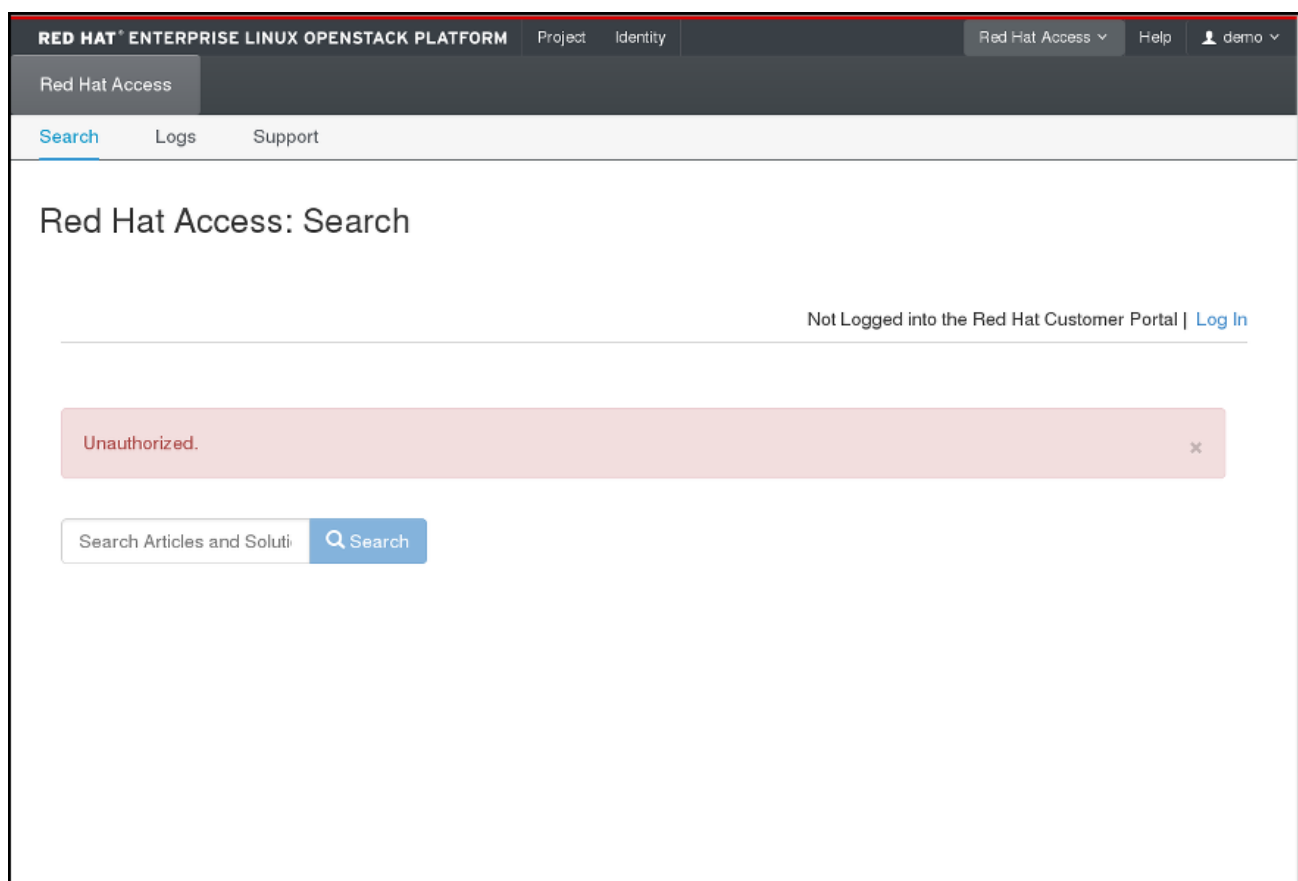 RED HAT® ENTERPRISE LINUX OPENSTACK PLATFORM Project Identity Red Hat Access Help demo
Red Hat Access
Search Logs Support
Red Hat Access: Search
Not Logged into the Red Hat Customer Portal | Log In
Unauthorized. ×
Search Articles and Soluti Search